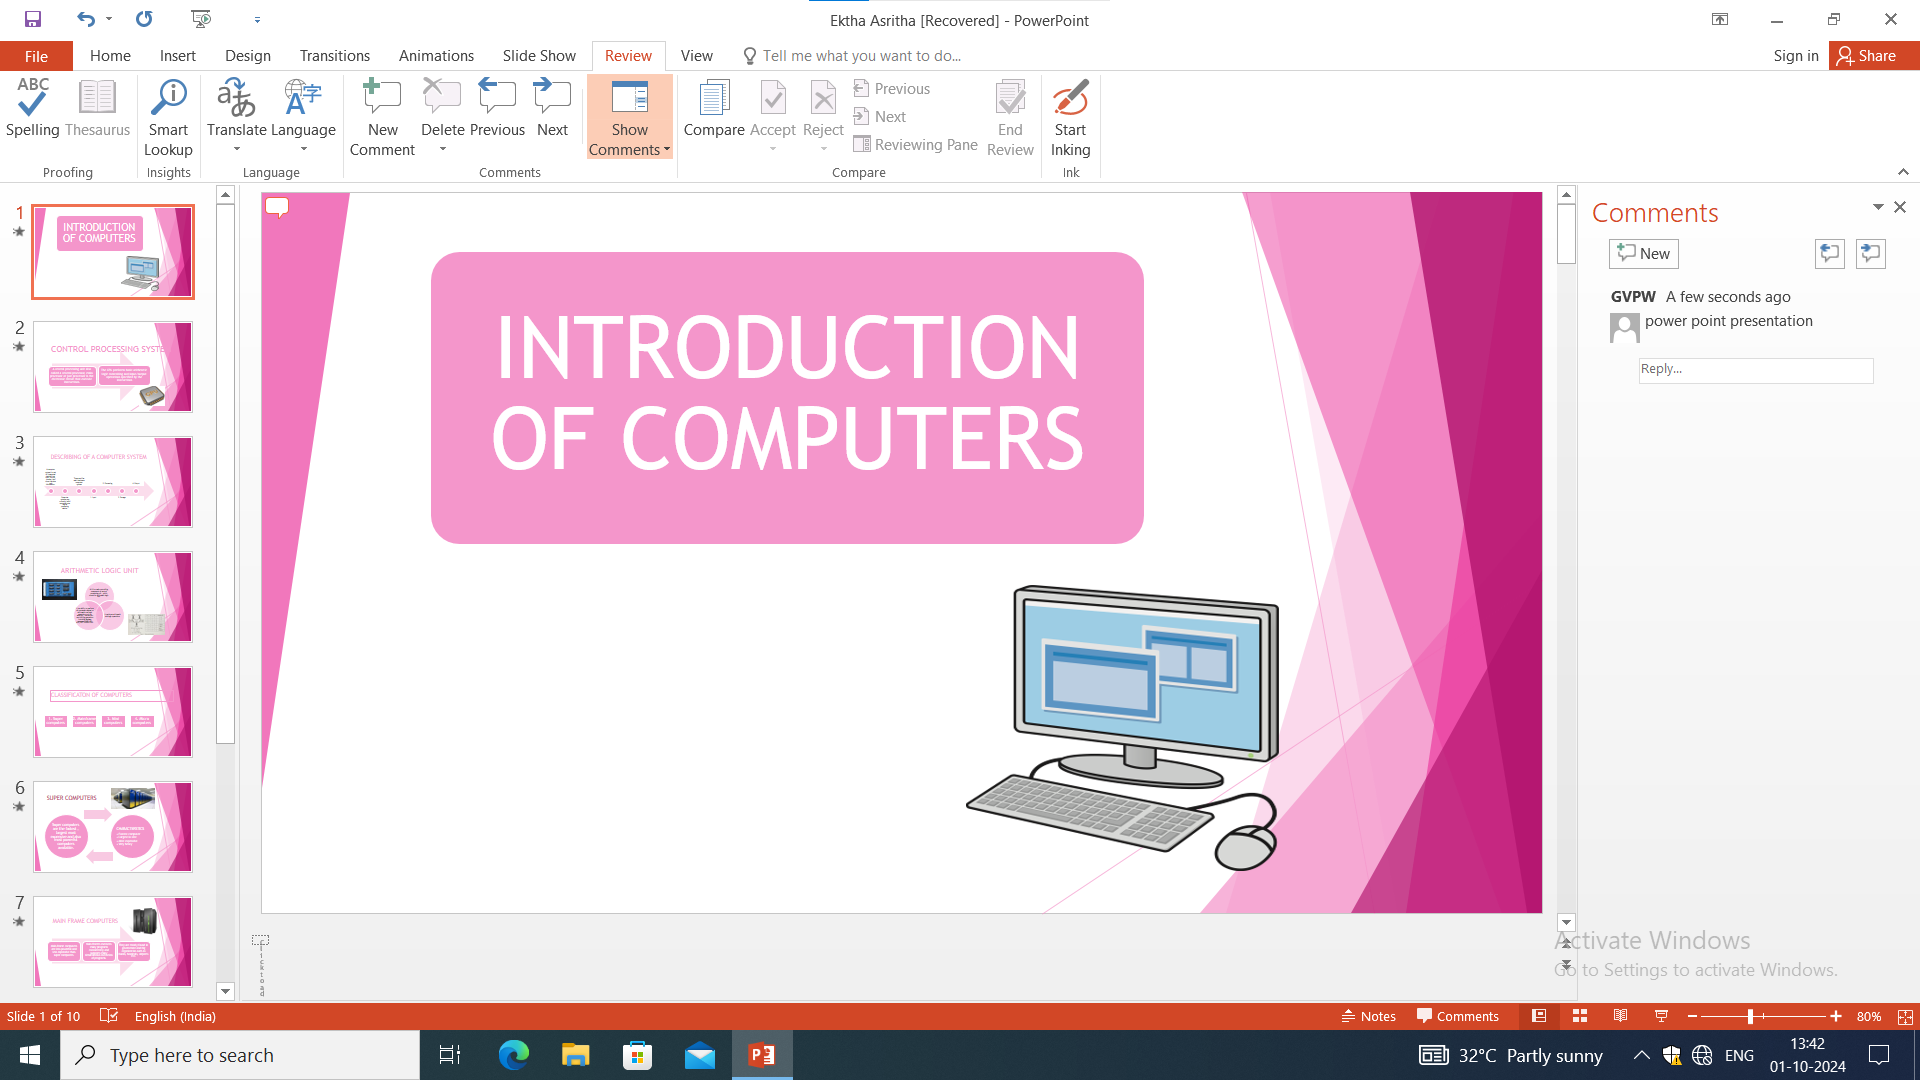 Ektha Asritha [Recovered] - PowerPoint
File Home Insert Design Transitions Animations Slide Show Review View Tell me what you want to do... Sign in Share
ABC
Spelling Thesaurus Smart Lookup Translate Language New Comment Delete Previous Next Show Comments Compare Accept Reject Previous Next Reviewing Pane End Review Start Inking
Proofing Insights Language Comments Compare Ink
1
INTRODUCTION
OF COMPUTERS
2
CONTROL PROCESSING SYSTE
3
DESCRIBING OF A COMPUTER SYSTEM
4
ARITHMETIC LOGIC UNIT
5
CLASSIFICATION OF COMPUTERS
6
SUPER COMPUTERS
7
MAIN FRAME COMPUTERS
INTRODUCTION
OF COMPUTERS
Comments
New
GVPW A few seconds ago
power point presentation
Reply...
Activate Windows
Go to Settings to activate Windows.
Slide 1 of 10 English (India) Notes Comments 80%
Type here to search 32°C Partly sunny ENG 13:42
01-10-2024